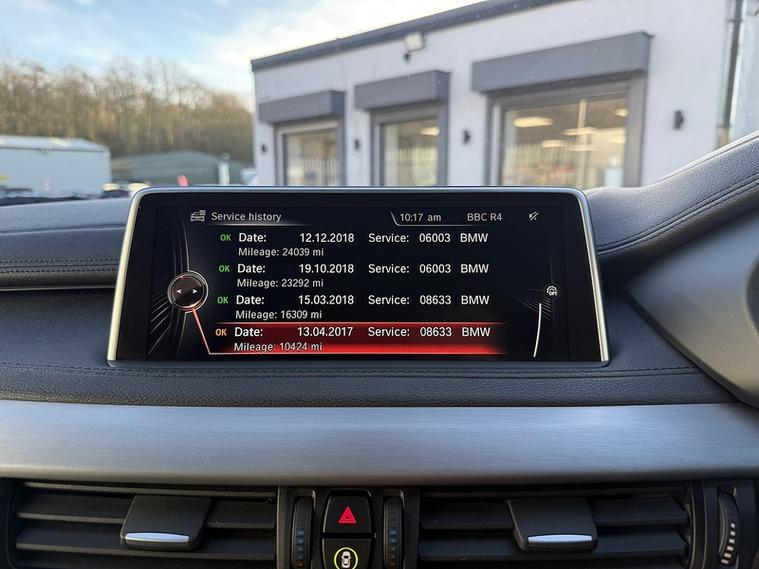 Service history 10:17 am BBC R4
OK Date: 12.12.2018 Service: 06003 BMW
Mileage: 24039 mi
OK Date: 19.10.2018 Service: 06003 BMW
Mileage: 23292 mi
OK Date: 15.03.2018 Service: 08633 BMW
Mileage: 16309 mi
OK Date: 13.04.2017 Service: 08633 BMW
Mileage: 10424 mi